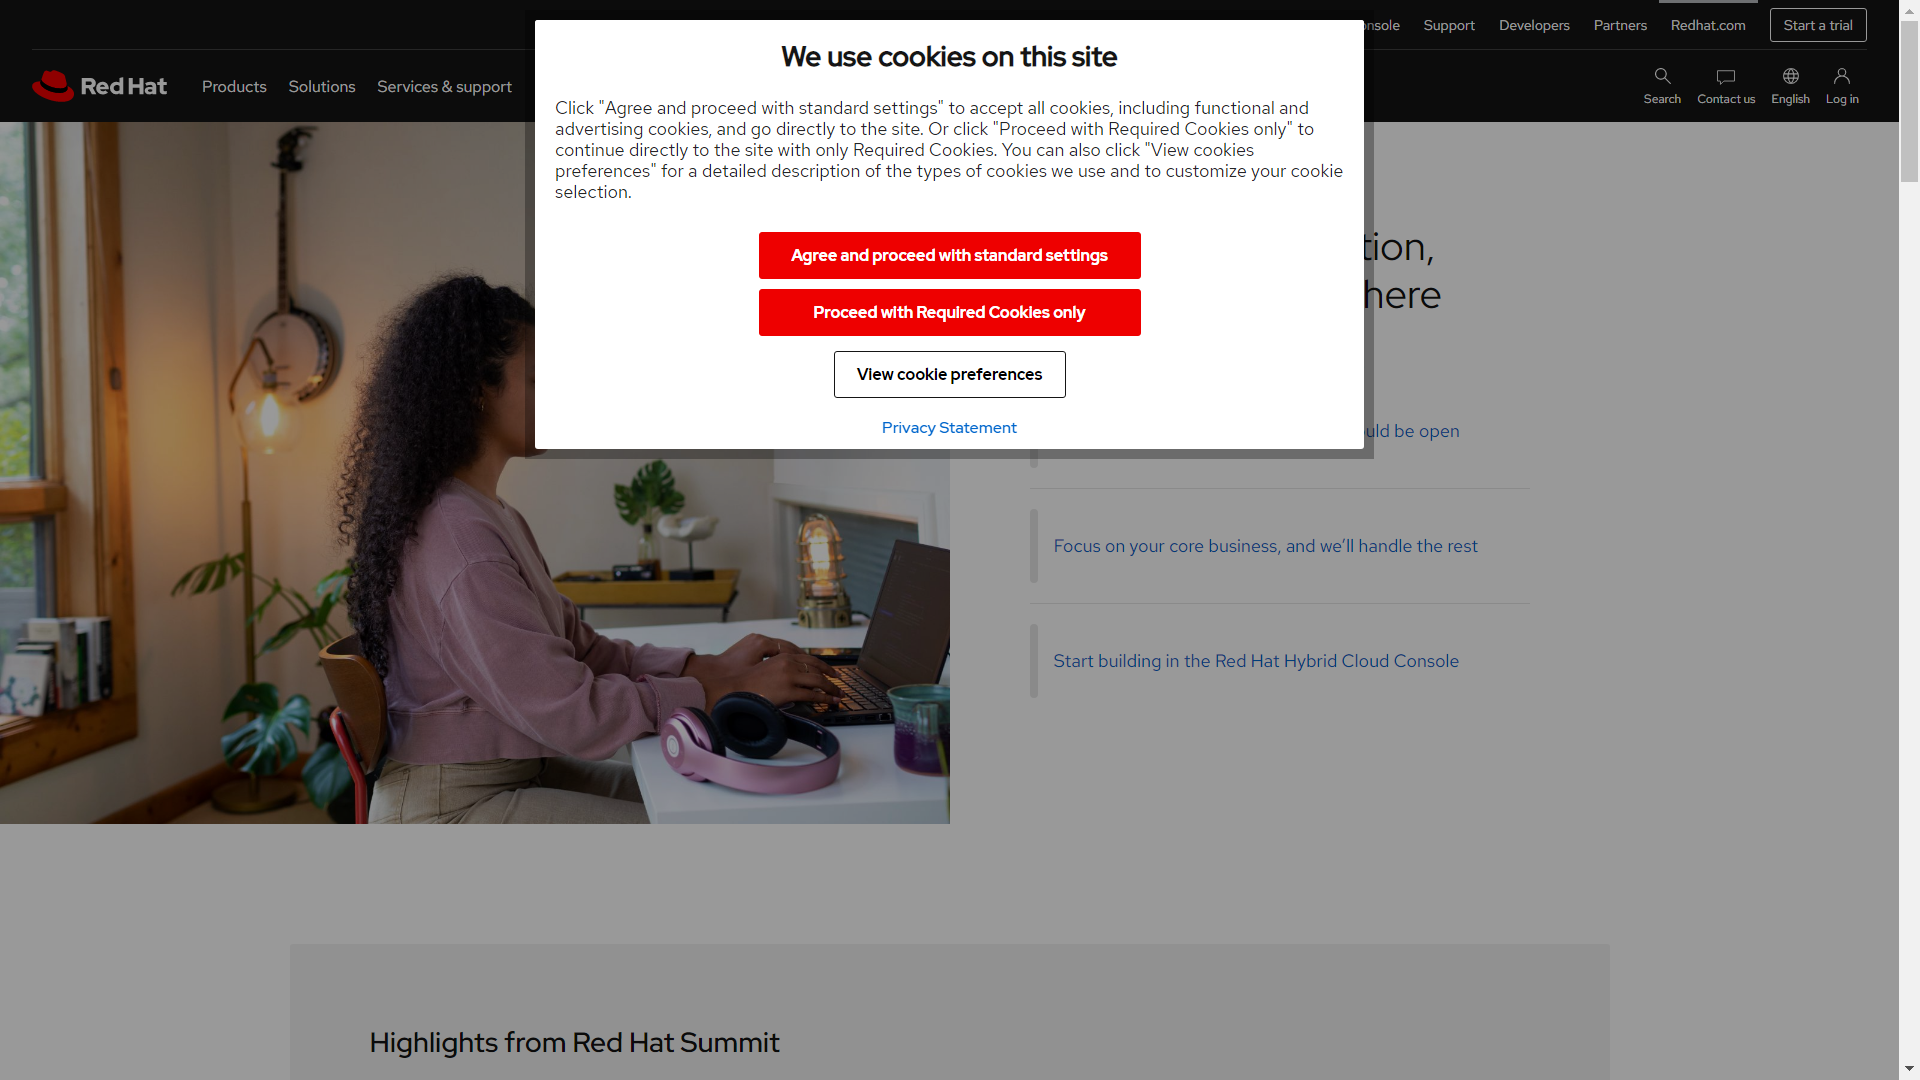 Support
Developers
Partners
Redhat.com
Start a trial
Red Hat
Products
Solutions
Services & support
Search
Contact us
English
Log in
We use cookies on this site
Click "Agree and proceed with standard settings" to accept all cookies, including functional and
advertising cookies, and go directly to the site. Or click "Proceed with Required Cookies only" to
continue directly to the site with only Required Cookies. You can also click "View cookies
preferences" for a detailed description of the types of cookies we use and to customize your cookie
selection.
Agree and proceed with standard settings
Proceed with Required Cookies only
View cookie preferences
Privacy Statement
here
be open
Focus on your core business, and we’ll handle the rest
Start building in the Red Hat Hybrid Cloud Console
Highlights from Red Hat Summit